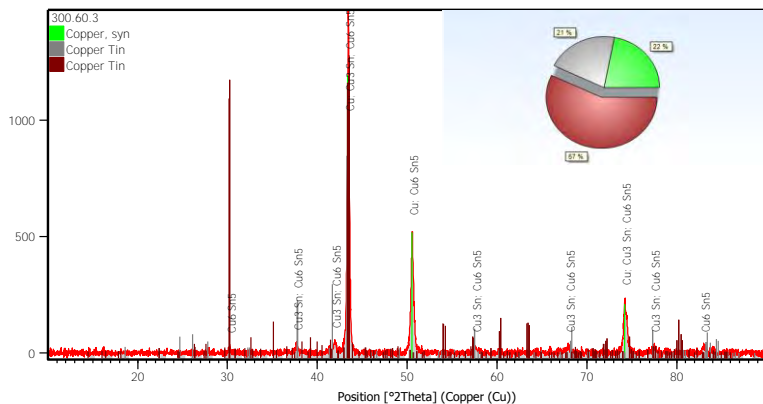 300.60.3
Copper, syn
Copper Tin
Copper Tin
21 %
22 %
67 %
1000
500
0
Cu6 Sn5
Cu3 Sn: Cu6 Sn5
Cu3 Sn: Cu6 Sn5
Cu: Cu3 Sn: Cu6 Sn5
Cu: Cu6 Sn5
Cu3 Sn: Cu6 Sn5
Cu3 Sn: Cu6 Sn5
Cu: Cu3 Sn: Cu6 Sn5
Cu3 Sn: Cu6 Sn5
Cu6 Sn5
20 30 40 50 60 70 80
Position [°2Theta] (Copper (Cu))